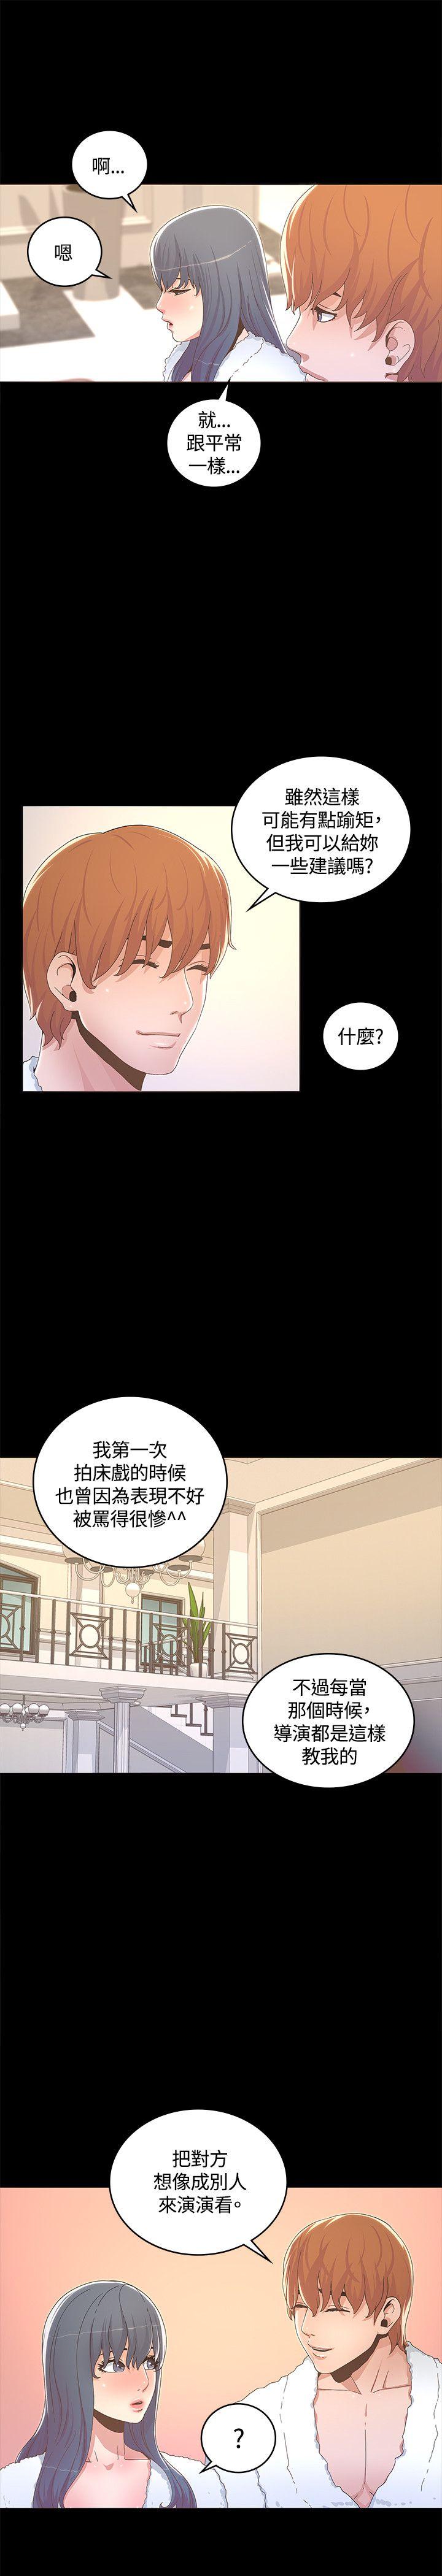 啊...
嗯
就...
跟平常
一樣...
雖然這樣
可能有點踰矩，
但我可以給妳
一些建議嗎?
什麼?
我第一次
拍床戲的時候
也曾因為表現不好
被罵得很慘^^
不過每當
那個時候，
導演都是這樣
教我的
把對方
想像成別人
來演演看。
?